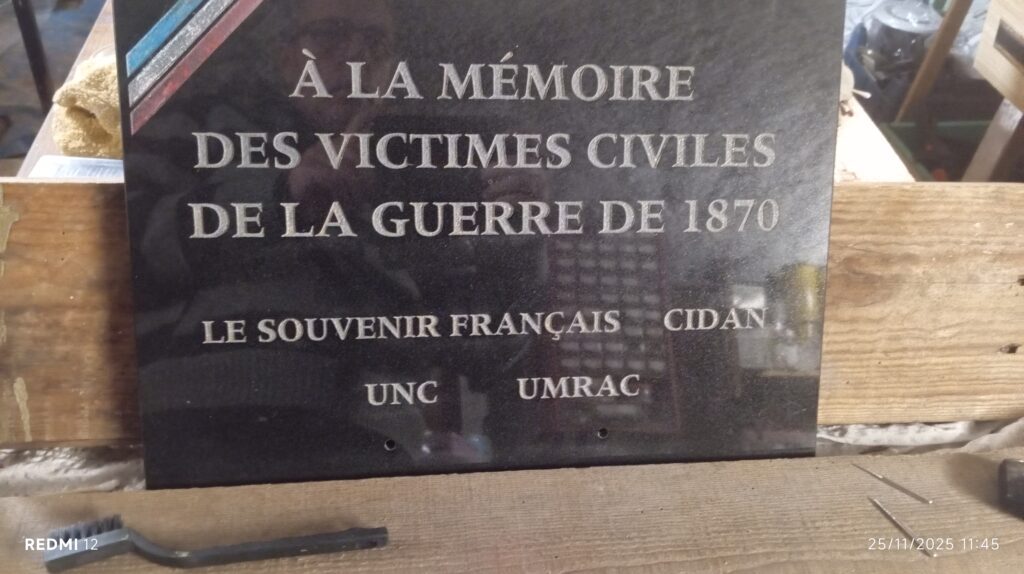 À LA MÉMOIRE
DES VICTIMES CIVILES
DE LA GUERRE DE 1870
LE SOUVENIR FRANÇAIS CIDAN
UNC UMRAC
REDMI 12 25/11/2025 11:45